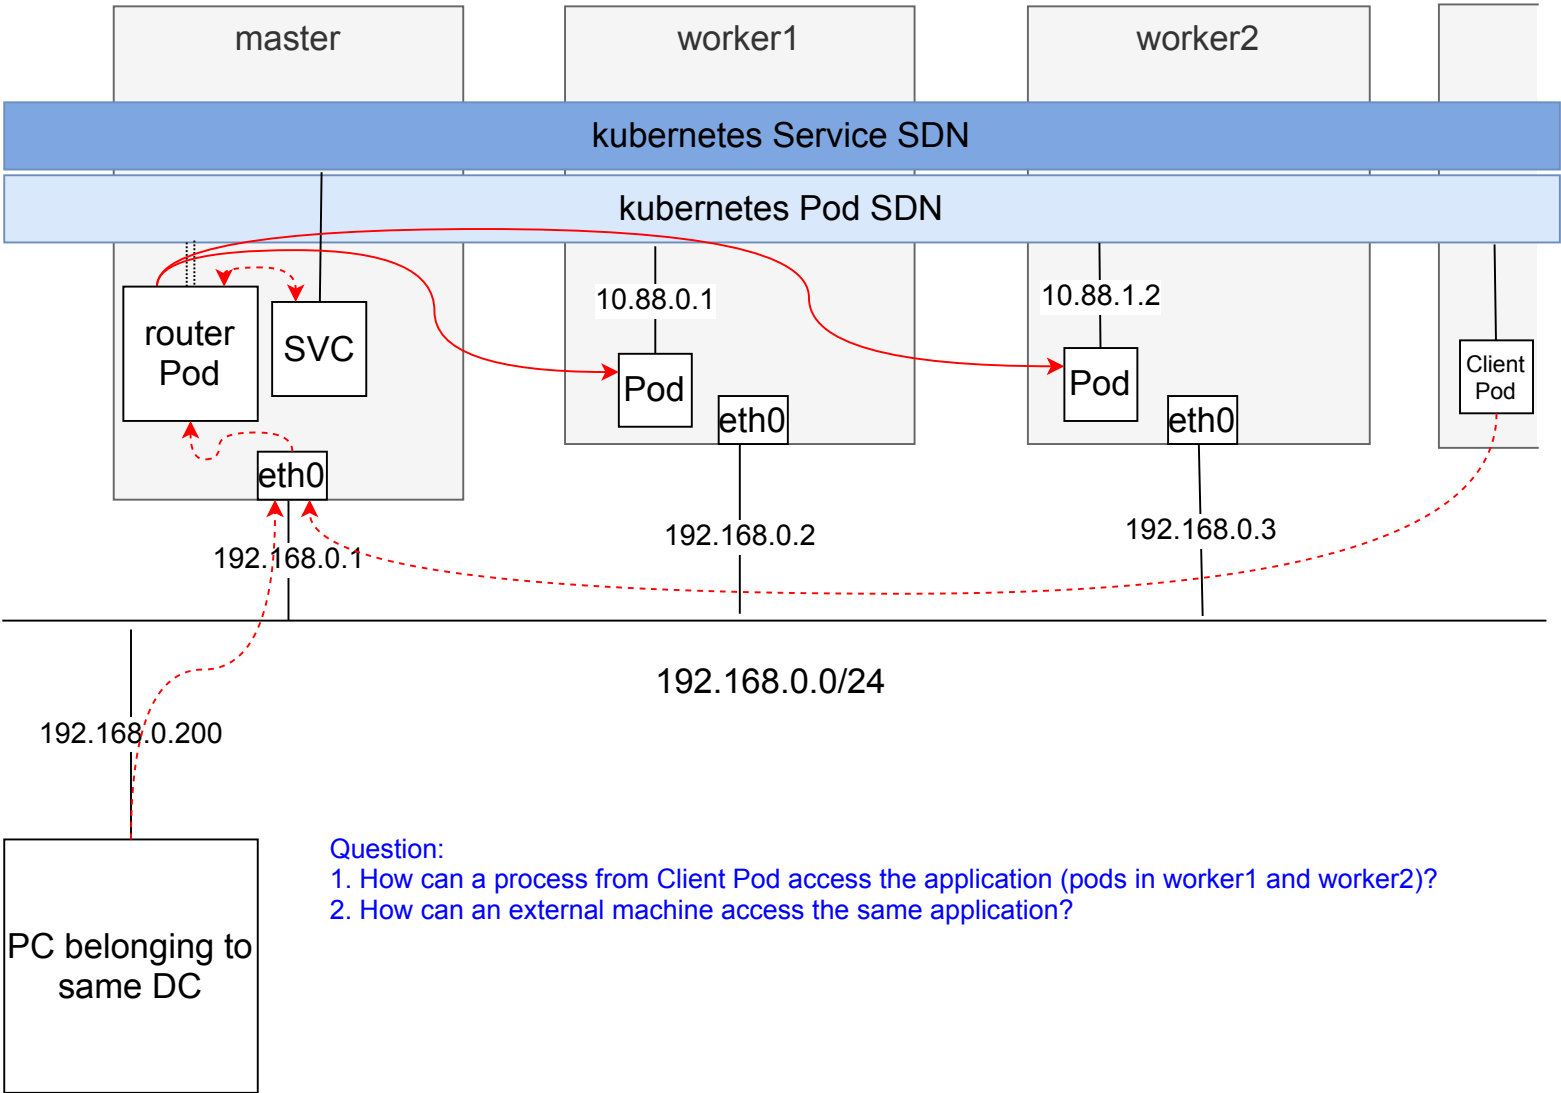 master
worker1
worker2
kubernetes Service SDN
kubernetes Pod SDN
router
Pod
SVC
10.88.0.1
10.88.1.2
Pod
Pod
Client
Pod
eth0
eth0
eth0
192.168.0.1
192.168.0.2
192.168.0.3
192.168.0.0/24
192.168.0.200
Question:
1. How can a process from Client Pod access the application (pods in worker1 and worker2)?
2. How can an external machine access the same application?
PC belonging to
same DC